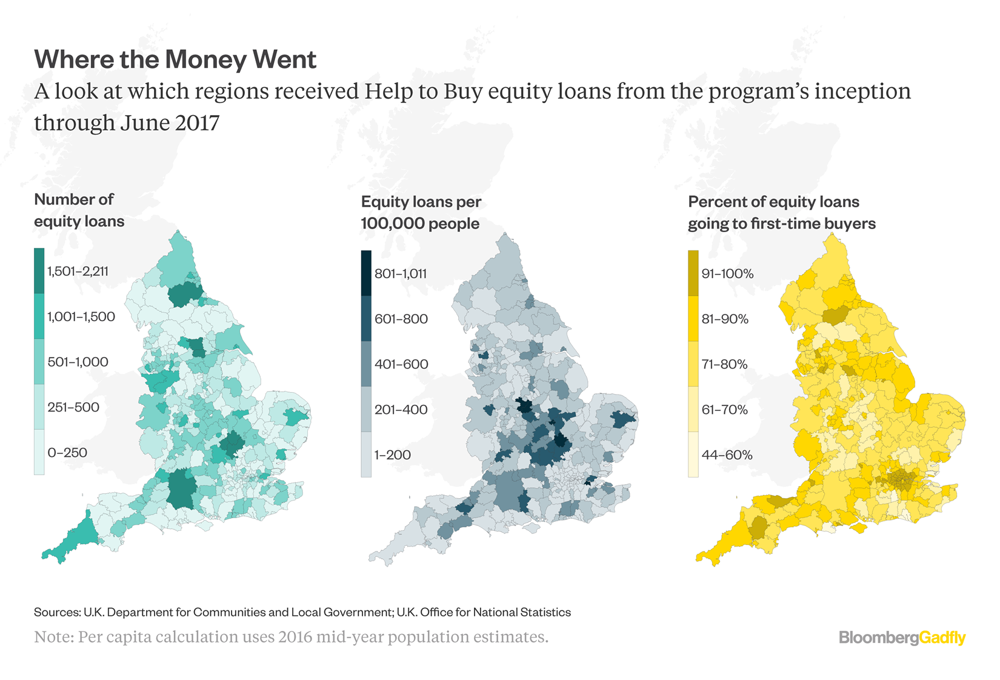 Where the Money Went
A look at which regions received Help to Buy equity loans from the program’s inception
through June 2017
Number of
equity loans
1,501–2,211
1,001–1,500
501–1,000
251–500
0–250
Equity loans per
100,000 people
801–1,011
601–800
401–600
201–400
1–200
Percent of equity loans
going to first-time buyers
91–100%
81–90%
71–80%
61–70%
44–60%
Sources: U.K. Department for Communities and Local Government; U.K. Office for National Statistics
Note: Per capita calculation uses 2016 mid-year population estimates.
BloombergGadfly